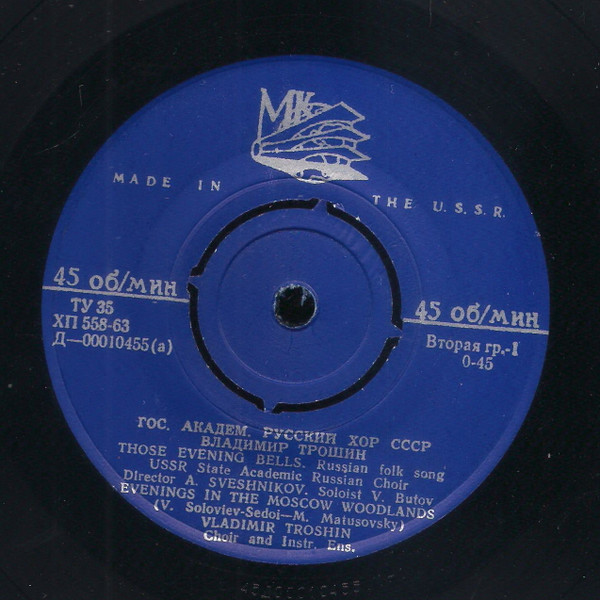 МК
MADE IN THE U.S.S.R.
45 об/мин
ТУ 35
ХП 558-63
Д—00010455(а)
45 об/мин
Вторая гр.-I
0-45
ГОС. АКАДЕМ. РУССКИЙ ХОР СССР
ВЛАДИМИР ТРОШИН
THOSE EVENING BELLS. Russian folk song
USSR State Academic Russian Choir
Director A. SVESHNIKOV. Soloist V. Butov
EVENINGS IN THE MOSCOW WOODLANDS
(V. Soloviev-Sedoi—M. Matusovsky)
VLADIMIR TROSHIN
Choir and Instr. Ens.